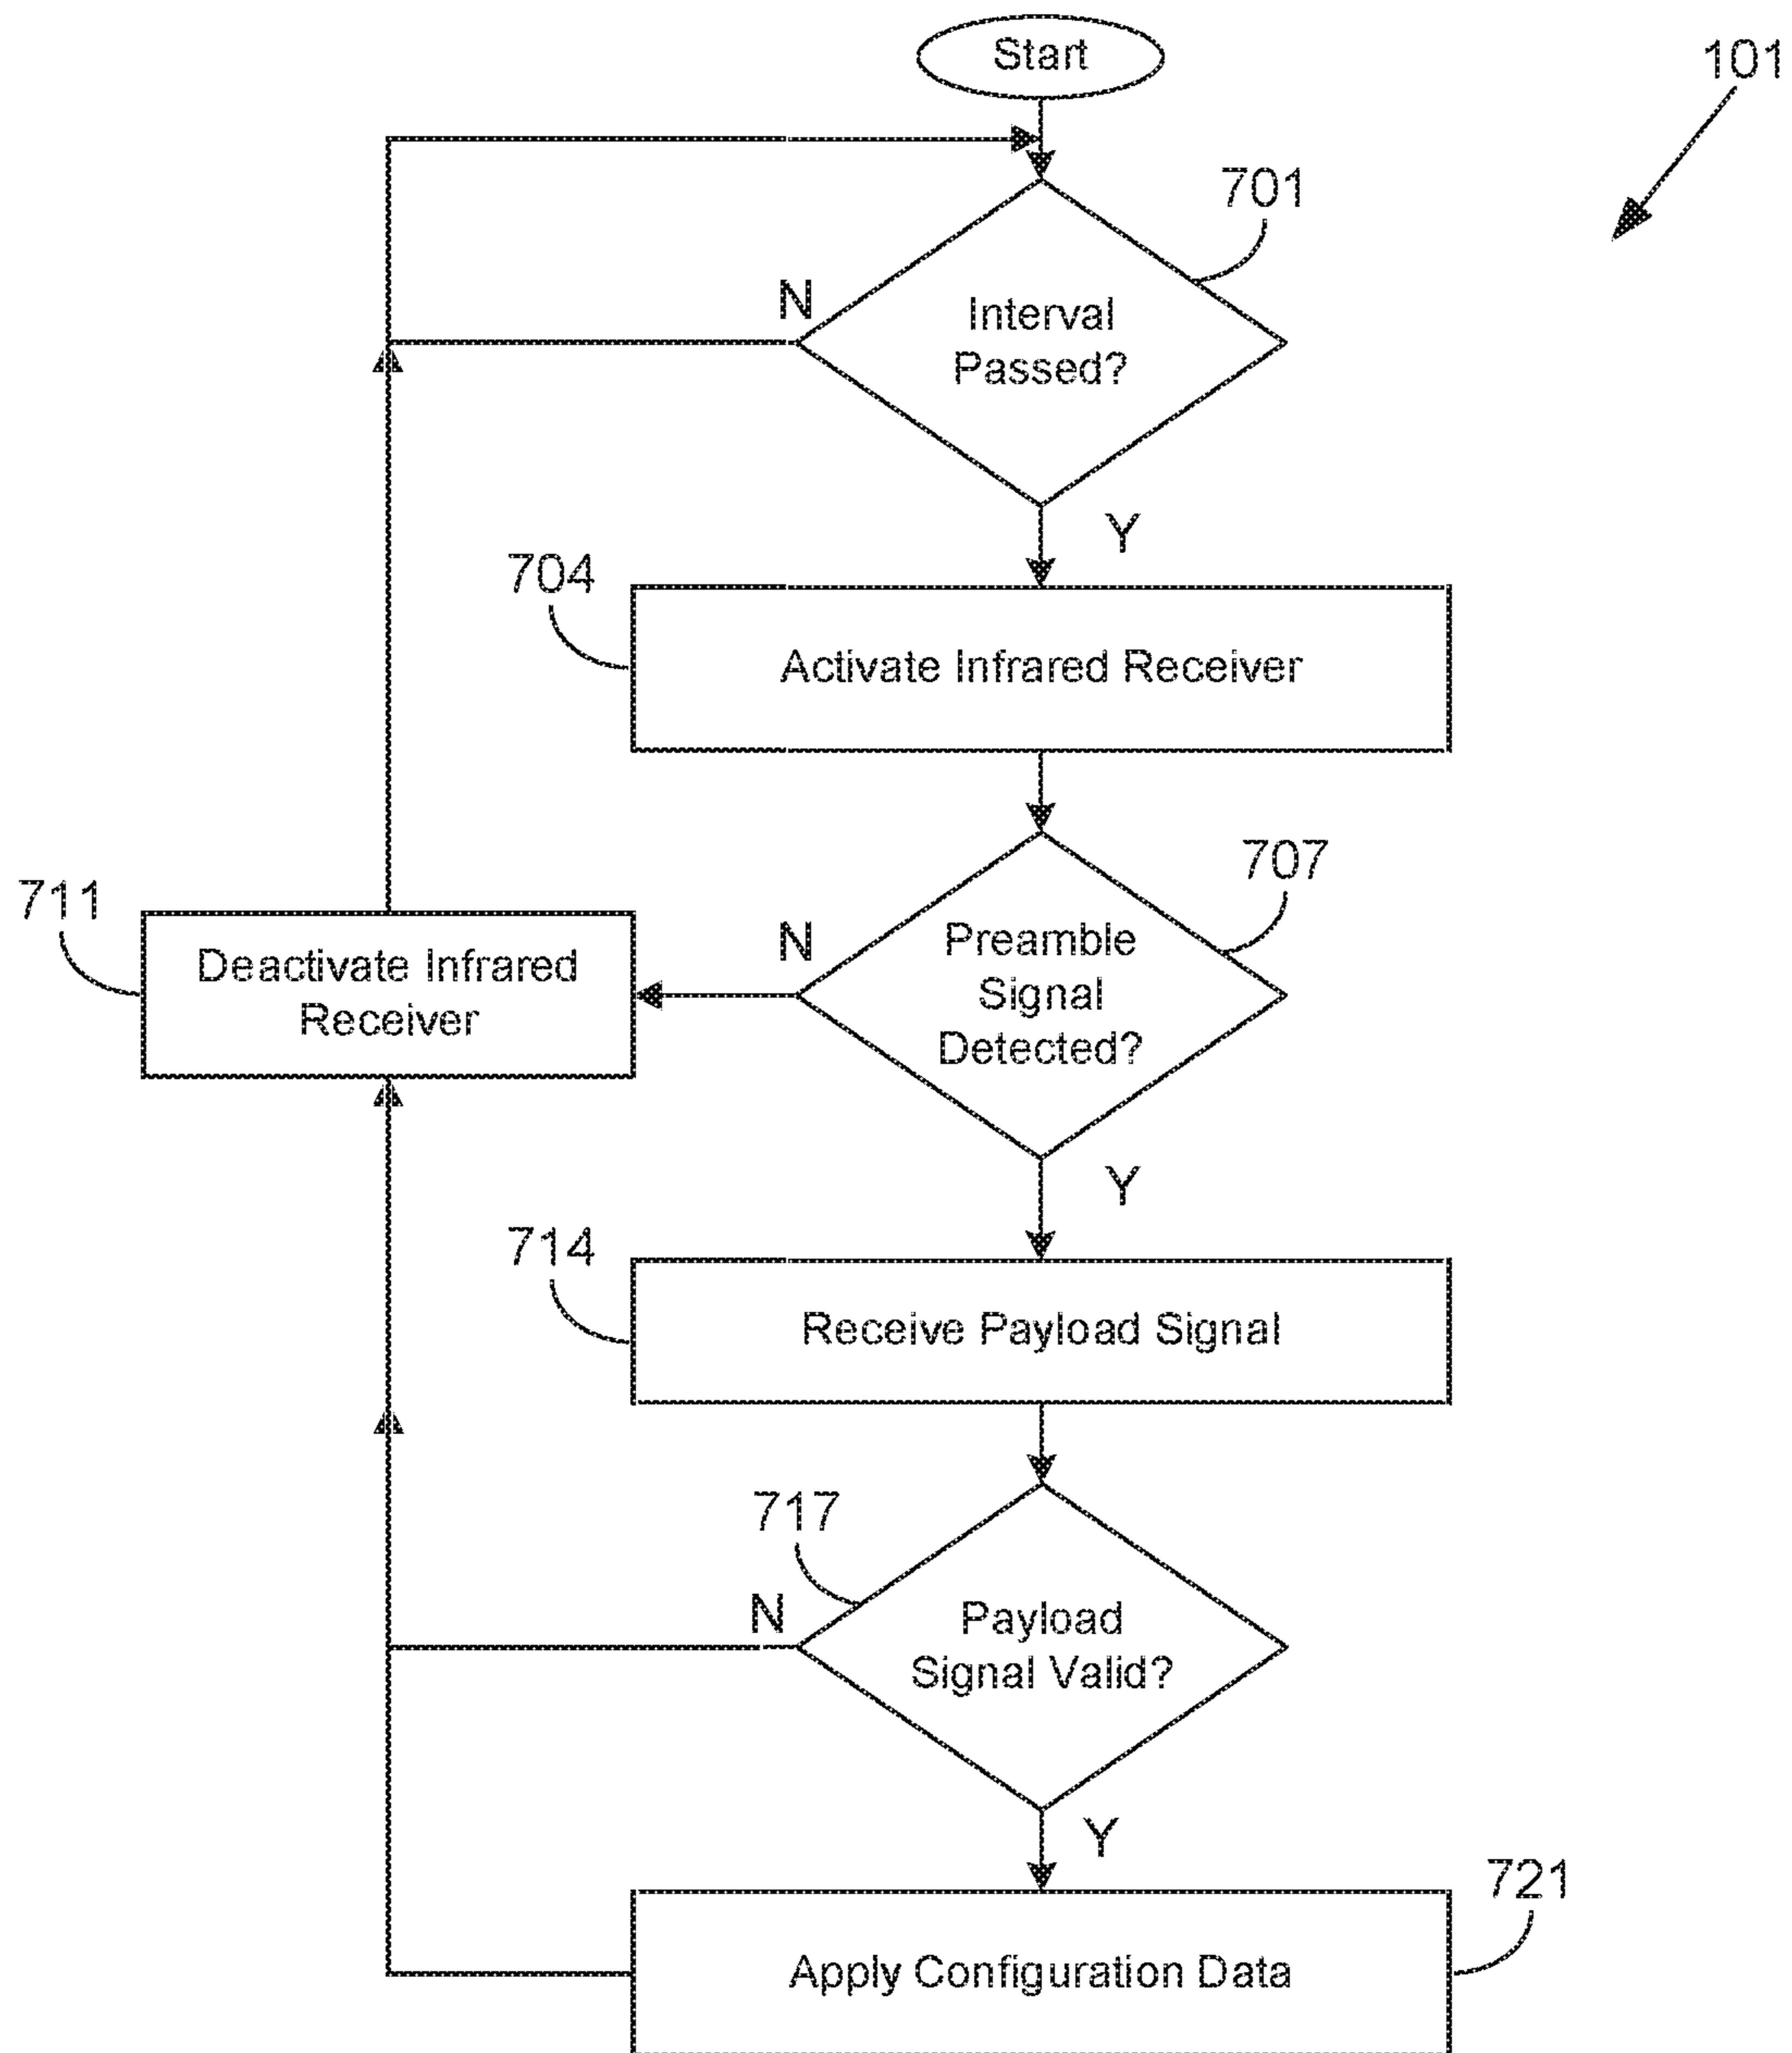 Start
101
701
N
Interval
Passed?
Y
704
Activate Infrared Receiver
707
711
N
Preamble
Signal
Detected?
Deactivate Infrared
Receiver
Y
714
Receive Payload Signal
717
N
Payload
Signal Valid?
Y
721
Apply Configuration Data